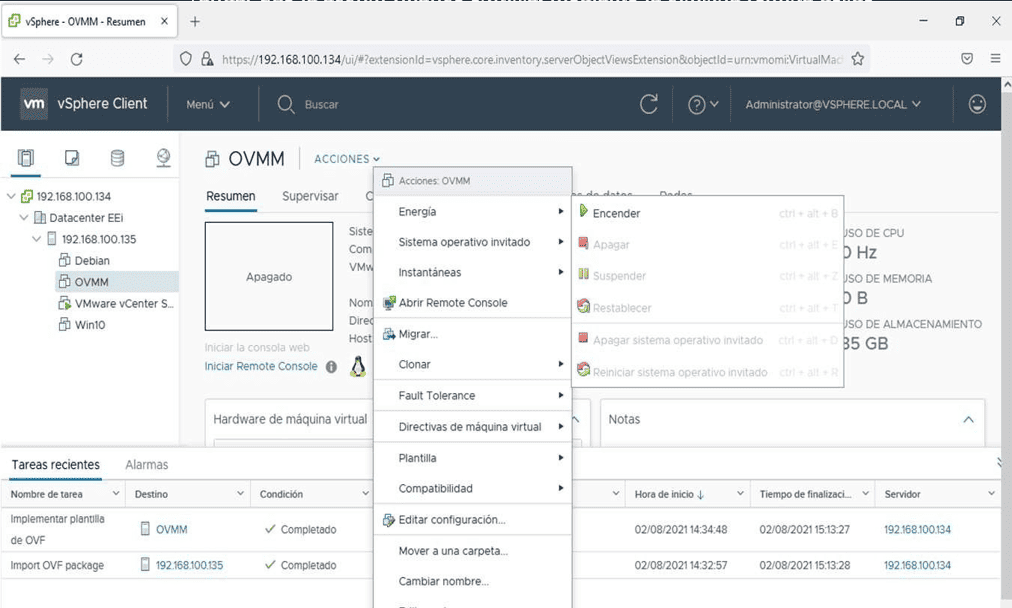 vSphere - OVMM - Resumen
https://192.168.100.134/ui/#?extensionId=vsphere.core.inventory.serverObjectViewsExtension&objectId=urn:vmomi:VirtualMac
vm vSphere Client Menú Buscar Administrator@VSPHERE.LOCAL
OVMM ACCIONES
Resumen Supervisar
192.168.100.134
Datacenter EEi
192.168.100.135
Debian
OVMM
VMware vCenter S...
Win10
Apagado
Iniciar la consola web
Iniciar Remote Console
Hardware de máquina virtual
Acciones: OVMM
Energía
Sistema operativo invitado
Instantáneas
Abrir Remote Console
Migrar...
Clonar
Fault Tolerance
Directivas de máquina virtual
Plantilla
Compatibilidad
Editar configuración...
Mover a una carpeta...
Cambiar nombre...
Encender ctrl + alt + B
Apagar ctrl + alt + E
Suspender ctrl + alt + Z
Restablecer ctrl + alt + T
Apagar sistema operativo invitado ctrl + alt + D
Reiniciar sistema operativo invitado ctrl + alt + R
USO DE CPU
0 Hz
USO DE MEMORIA
0 B
USO DE ALMACENAMIENTO
35 GB
Notas
Tareas recientes Alarmas
Nombre de tarea Destino Condición Hora de inicio Tiempo de finalizaci... Servidor
Implementar plantilla
de OVF OVMM Completado 02/08/2021 14:34:48 02/08/2021 15:13:27 192.168.100.134
Import OVF package 192.168.100.135 Completado 02/08/2021 14:32:57 02/08/2021 15:13:28 192.168.100.134